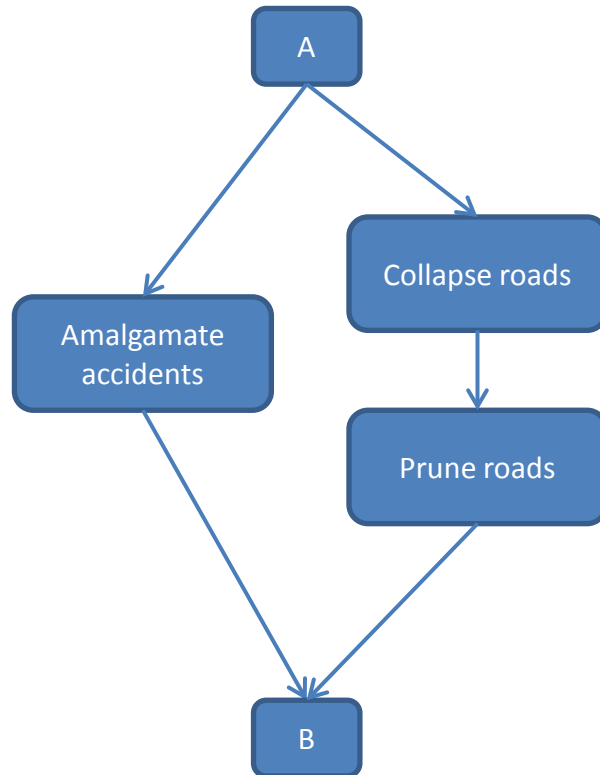 A
Collapse roads
Amalgamate
accidents
Prune roads
B